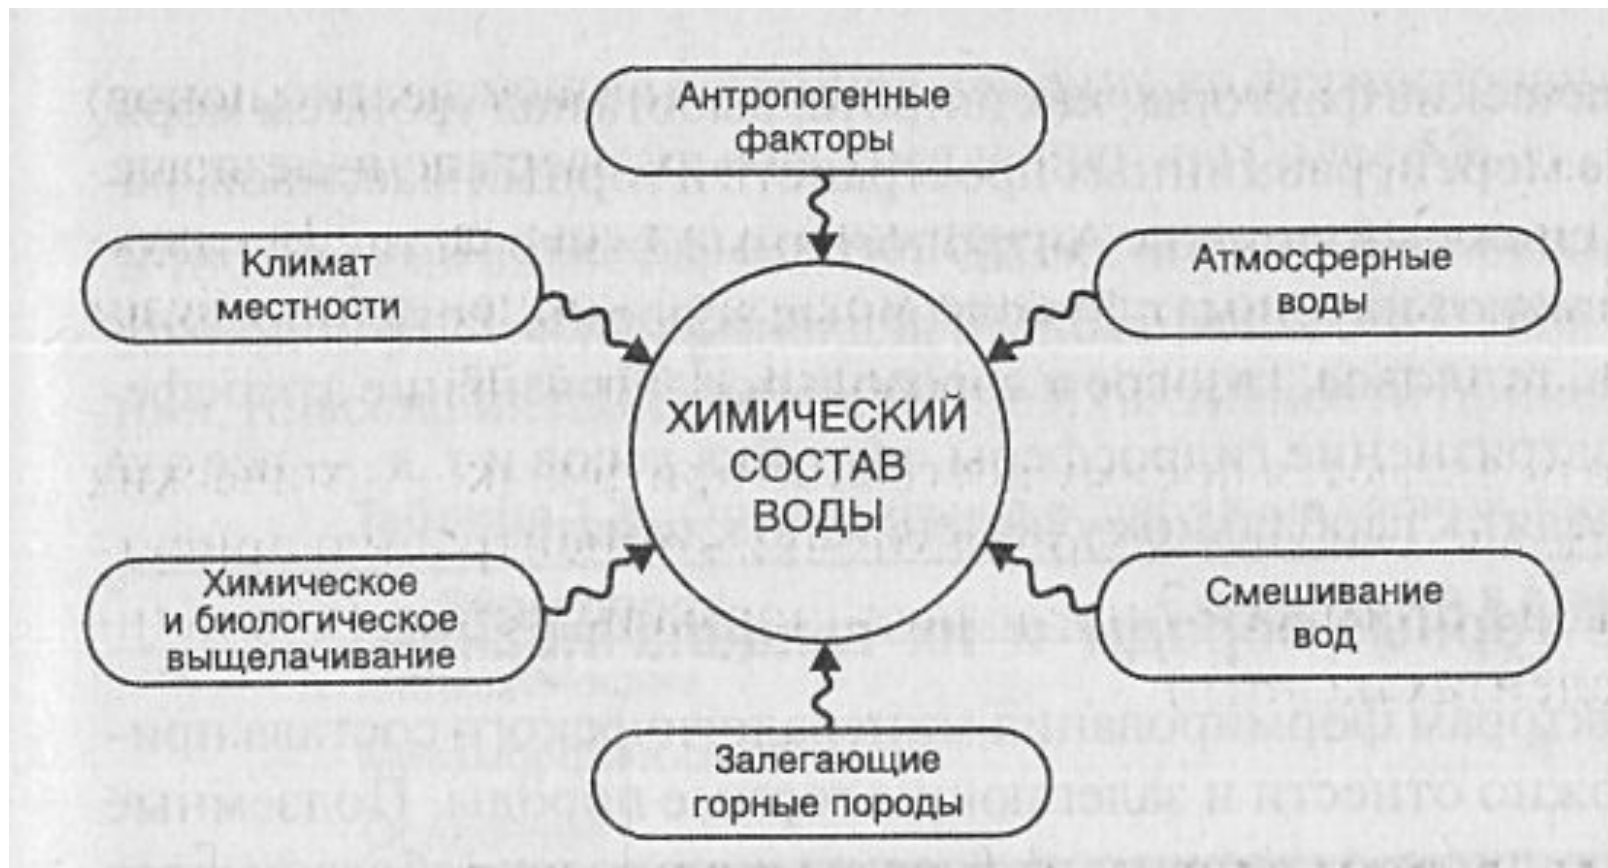 Антропогенные
факторы
Климат
местности
Атмосферные
воды
ХИМИЧЕСКИЙ
СОСТАВ
ВОДЫ
Химическое
и биологическое
выщелачивание
Смешивание
вод
Залегающие
горные породы